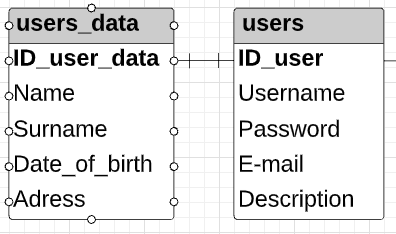 users_data
ID_user_data
Name
Surname
Date_of_birth
Adress
users
ID_user
Username
Password
E-mail
Description